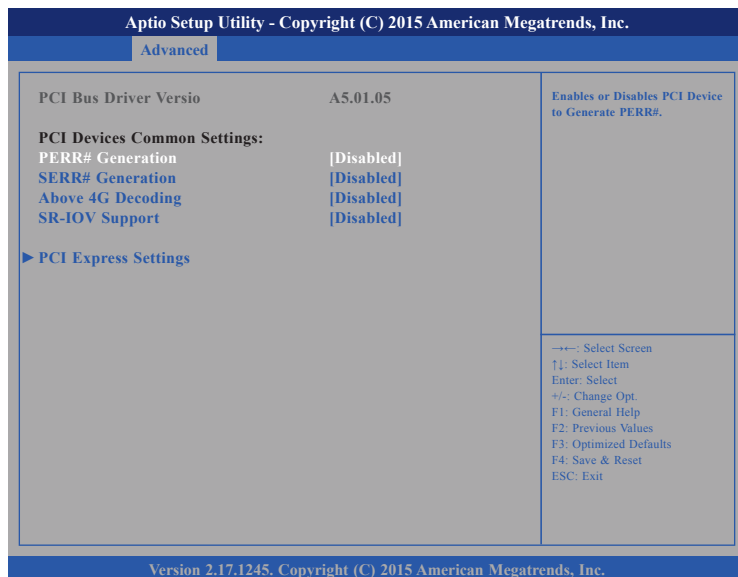 Aptio Setup Utility - Copyright (C) 2015 American Megatrends, Inc.
Advanced
PCI Bus Driver Versio A5.01.05
PCI Devices Common Settings:
PERR# Generation [Disabled]
SERR# Generation [Disabled]
Above 4G Decoding [Disabled]
SR-IOV Support [Disabled]
▶ PCI Express Settings
Enables or Disables PCI Device
to Generate PERR#.
→←: Select Screen
↑↓: Select Item
Enter: Select
+/-: Change Opt.
F1: General Help
F2: Previous Values
F3: Optimized Defaults
F4: Save & Reset
ESC: Exit
Version 2.17.1245. Copyright (C) 2015 American Megatrends, Inc.